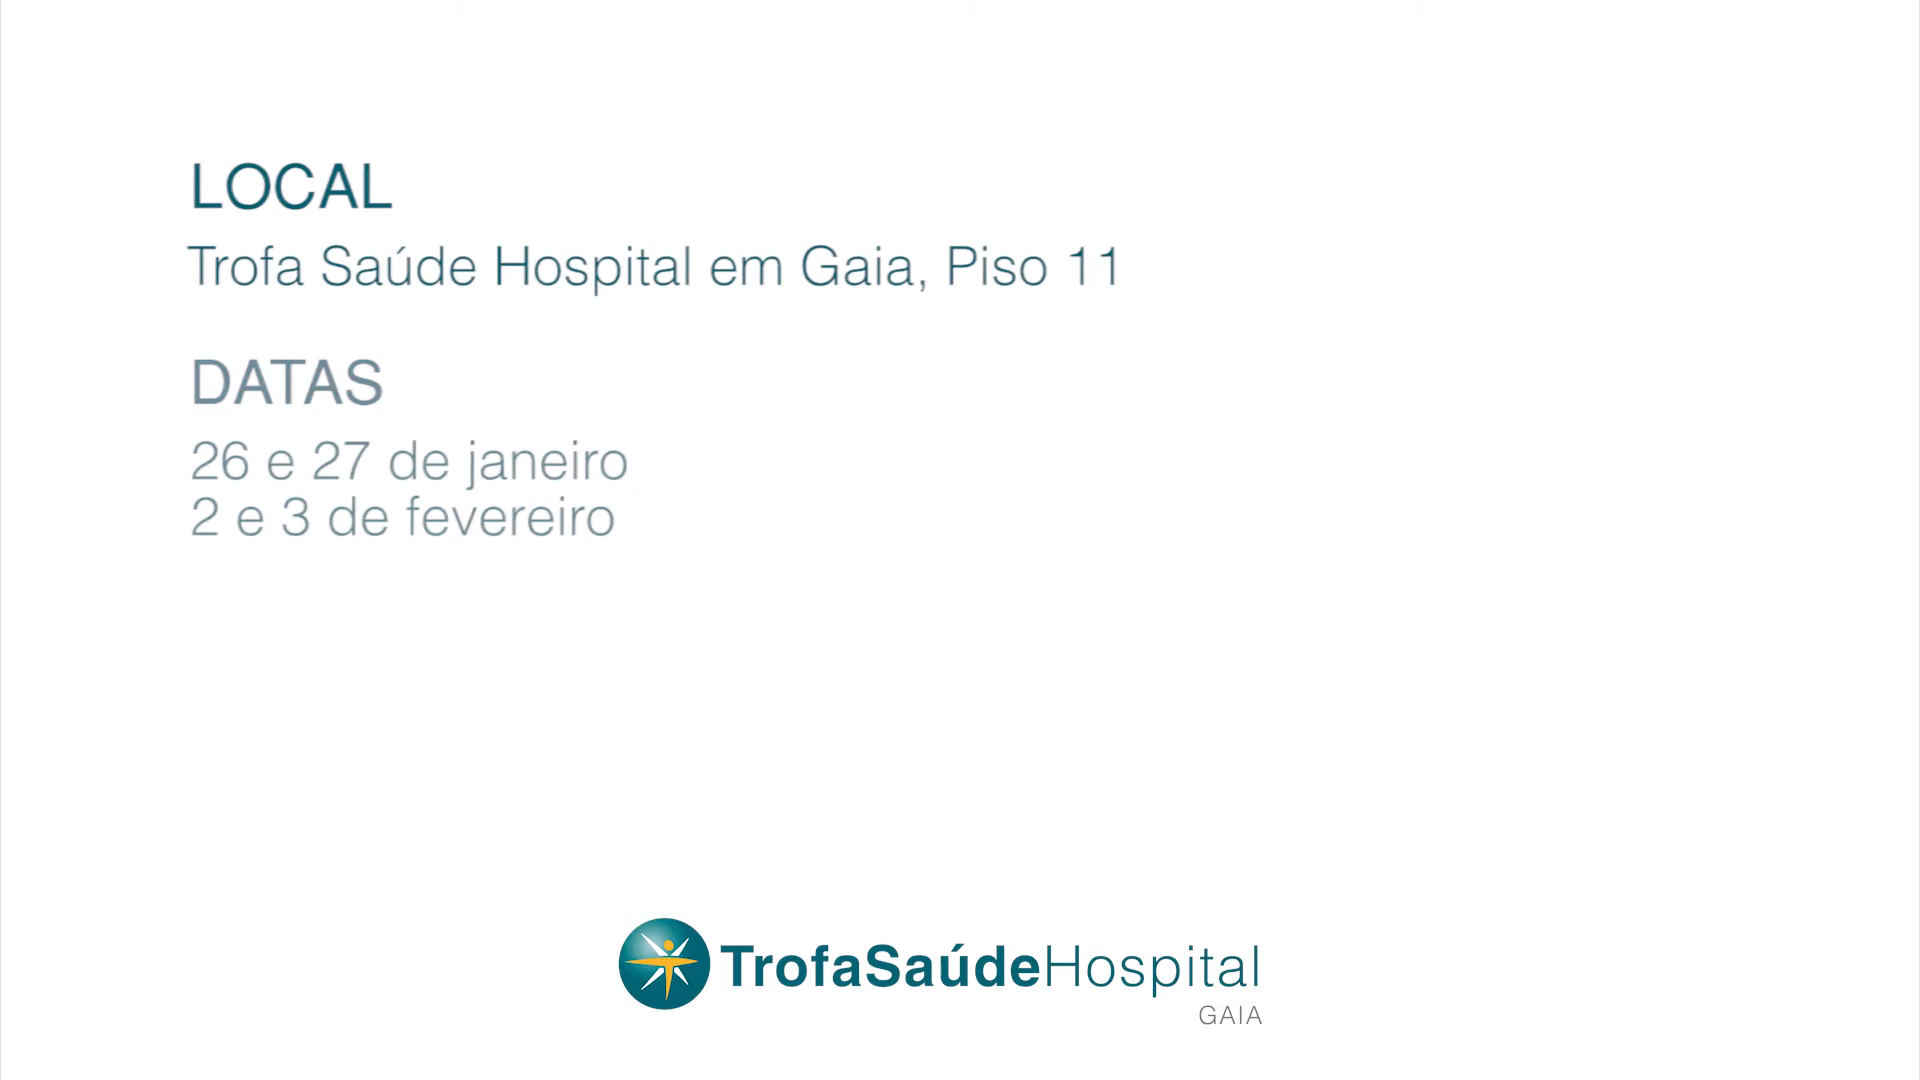 LOCAL
Trofa Saúde Hospital em Gaia, Piso 11
DATAS
26 e 27 de janeiro
2 e 3 de fevereiro
TrofaSaúdeHospital
GAIA